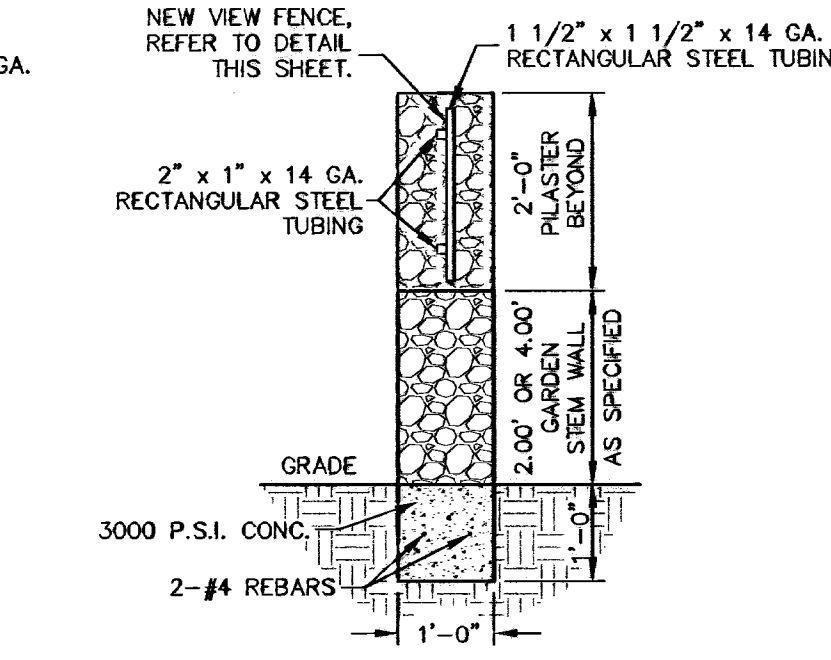 GA.
NEW VIEW FENCE,
REFER TO DETAIL
THIS SHEET.
1 1/2" x 1 1/2" x 14 GA.
RECTANGULAR STEEL TUBIN
2" x 1" x 14 GA.
RECTANGULAR STEEL
TUBING
2'-0"
PILASTER
BEYOND
2.00' OR 4.00'
GARDEN
STEM WALL
AS SPECIFIED
GRADE
3000 P.S.I. CONC.
2-#4 REBARS
1'-0"
1'-0"